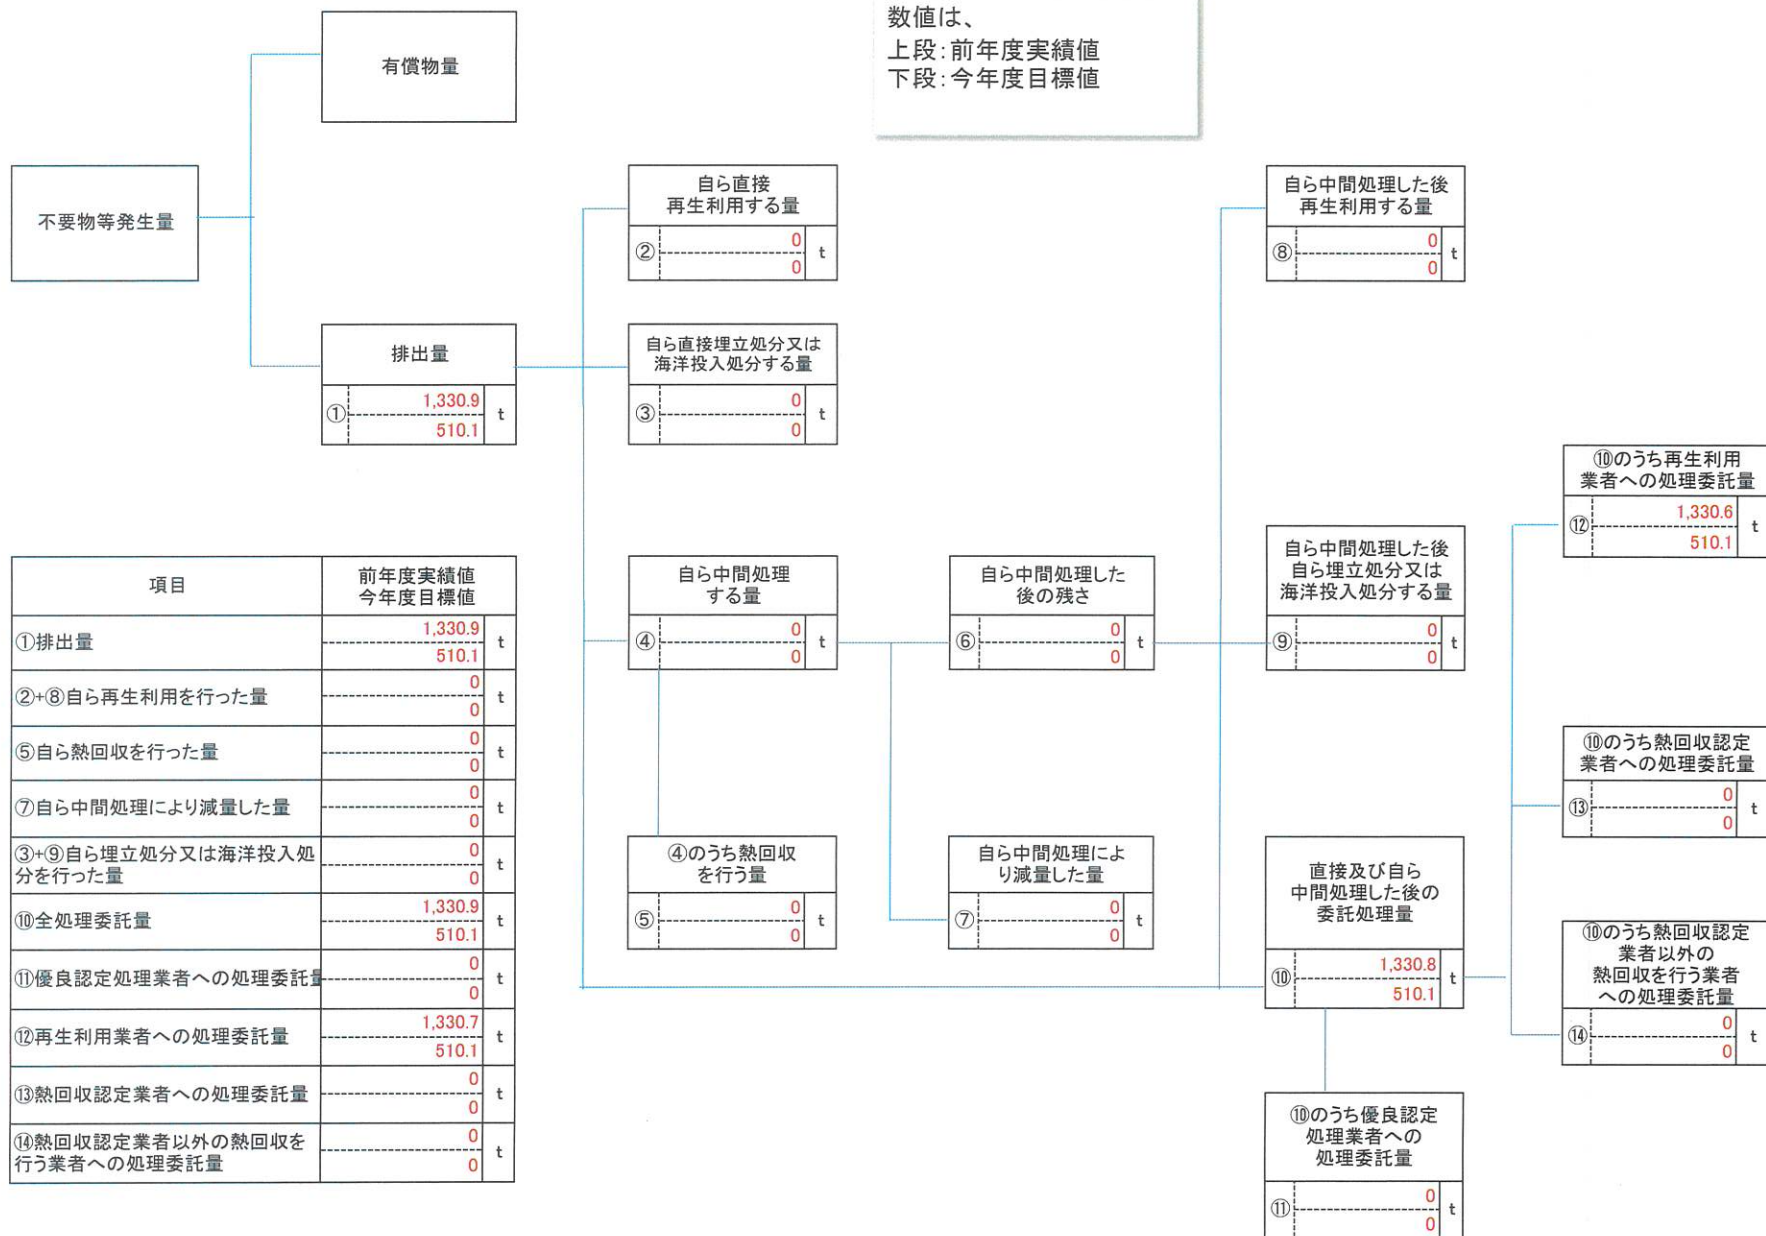 数値は、
上段:前年度実績値
下段:今年度目標値
有償物量
不要物等発生量
排出量
①
1,330.9
510.1
t
自ら直接
再生利用する量
②
0
0
t
自ら直接埋立処分又は
海洋投入処分する量
③
0
0
t
自ら中間処理
する量
④
0
0
t
④のうち熱回収
を行う量
⑤
0
0
t
自ら中間処理した
後の残さ
⑥
0
0
t
自ら中間処理によ
り減量した量
⑦
0
0
t
自ら中間処理した後
再生利用する量
⑧
0
0
t
自ら中間処理した後
自ら埋立処分又は
海洋投入処分する量
⑨
0
0
t
直接及び自ら
中間処理した後の
委託処理量
⑩
1,330.8
510.1
t
⑩のうち優良認定
処理業者への
処理委託量
⑪
0
0
t
⑩のうち再生利用
業者への処理委託量
⑫
1,330.6
510.1
t
⑩のうち熱回収認定
業者への処理委託量
⑬
0
0
t
⑩のうち熱回収認定
業者以外の
熱回収を行う業者
への処理委託量
⑭
0
0
t
項目
前年度実績値
今年度目標値
①排出量
1,330.9
510.1
t
②+⑧自ら再生利用を行った量
0
0
t
⑤自ら熱回収を行った量
0
0
t
⑦自ら中間処理により減量した量
0
0
t
③+⑨自ら埋立処分又は海洋投入処
分を行った量
0
0
t
⑩全処理委託量
1,330.9
510.1
t
⑪優良認定処理業者への処理委託量
0
0
t
⑫再生利用業者への処理委託量
1,330.7
510.1
t
⑬熱回収認定業者への処理委託量
0
0
t
⑭熱回収認定業者以外の熱回収を
行う業者への処理委託量
0
0
t